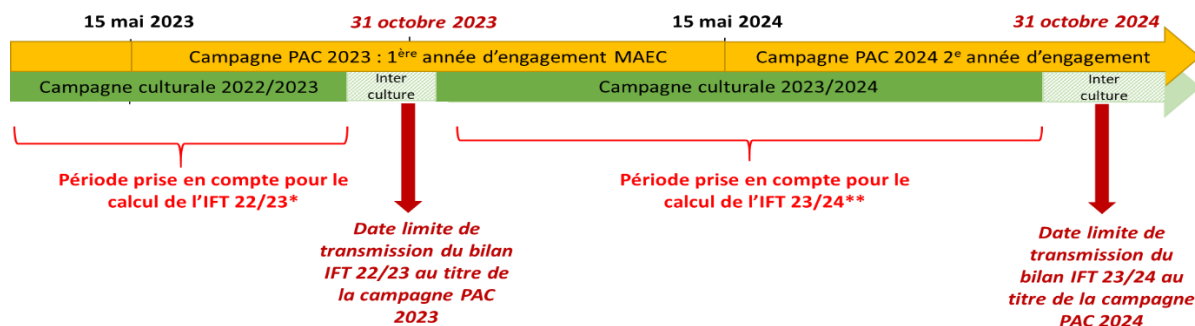 15 mai 2023
31 octobre 2023
15 mai 2024
31 octobre 2024
Campagne PAC 2023 : 1ère année d'engagement MAEC
Campagne PAC 2024 2e année d'engagement
Campagne culturale 2022/2023
Inter
culture
Campagne culturale 2023/2024
Inter
culture
Période prise en compte pour le
calcul de l'IFT 22/23*
Période prise en compte pour le
calcul de l'IFT 23/24**
Date limite de
transmission du bilan
IFT 22/23 au titre de
la campagne PAC
2023
Date limite de
transmission du
bilan IFT 23/24 au
titre de la campagne
PAC 2024